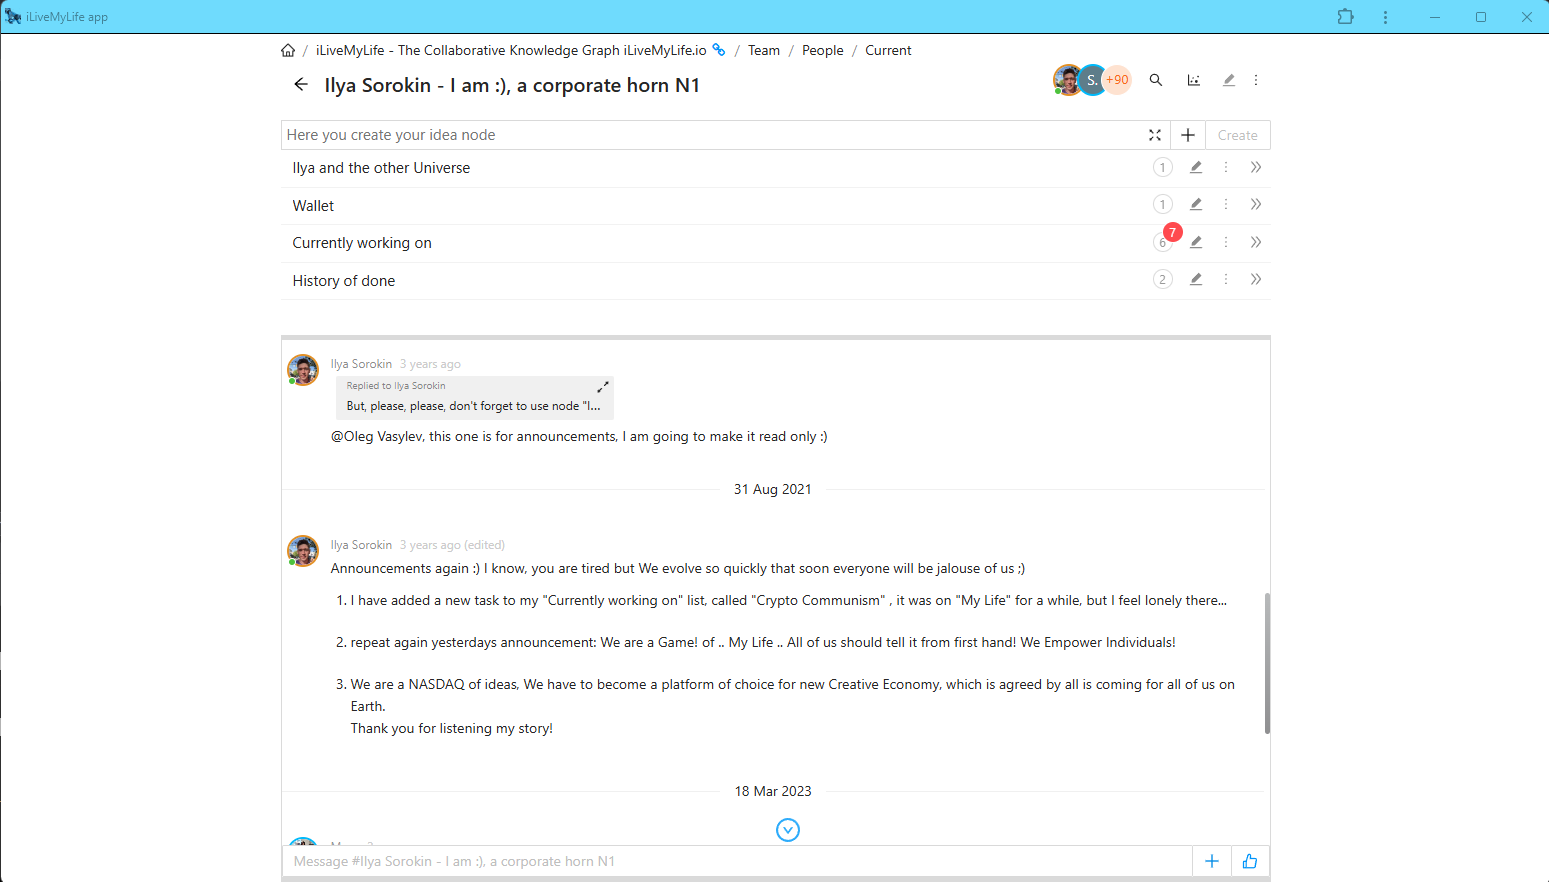 iLiveMyLife app
iLiveMyLife - The Collaborative Knowledge Graph iLiveMyLife.io / Team / People / Current
Ilya Sorokin - I am :), a corporate horn N1
S. +90
Here you create your idea node
Create
Ilya and the other Universe 1
Wallet 1
Currently working on 6 7
History of done 2
Ilya Sorokin 3 years ago
Replied to Ilya Sorokin
But, please, please, don't forget to use node "I...
@Oleg Vasylev, this one is for announcements, I am going to make it read only :)
31 Aug 2021
Ilya Sorokin 3 years ago (edited)
Announcements again :) I know, you are tired but We evolve so quickly that soon everyone will be jalouse of us ;)
1. I have added a new task to my "Currently working on" list, called "Crypto Communism" , it was on "My Life" for a while, but I feel lonely there...
2. repeat again yesterdays announcement: We are a Game! of .. My Life .. All of us should tell it from first hand! We Empower Individuals!
3. We are a NASDAQ of ideas, We have to become a platform of choice for new Creative Economy, which is agreed by all is coming for all of us on
Earth.
Thank you for listening my story!
18 Mar 2023
Message #Ilya Sorokin - I am :), a corporate horn N1